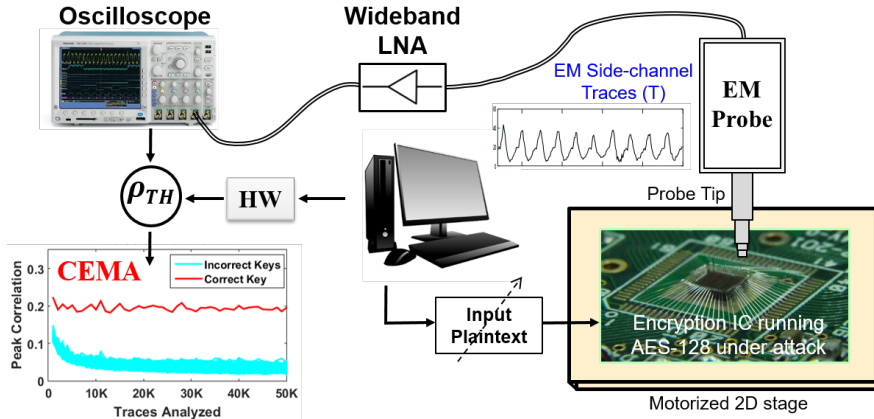 Oscilloscope
Wideband
LNA
EM Side-channel
Traces (T)
EM
Probe
Probe Tip
ρTH
HW
CEMA
Incorrect Keys
Correct Key
Peak Correlation
0.3
0.2
0.1
0
0
10K
20K
30K
40K
50K
Traces Analyzed
Input
Plaintext
Encryption IC running
AES-128 under attack
Motorized 2D stage